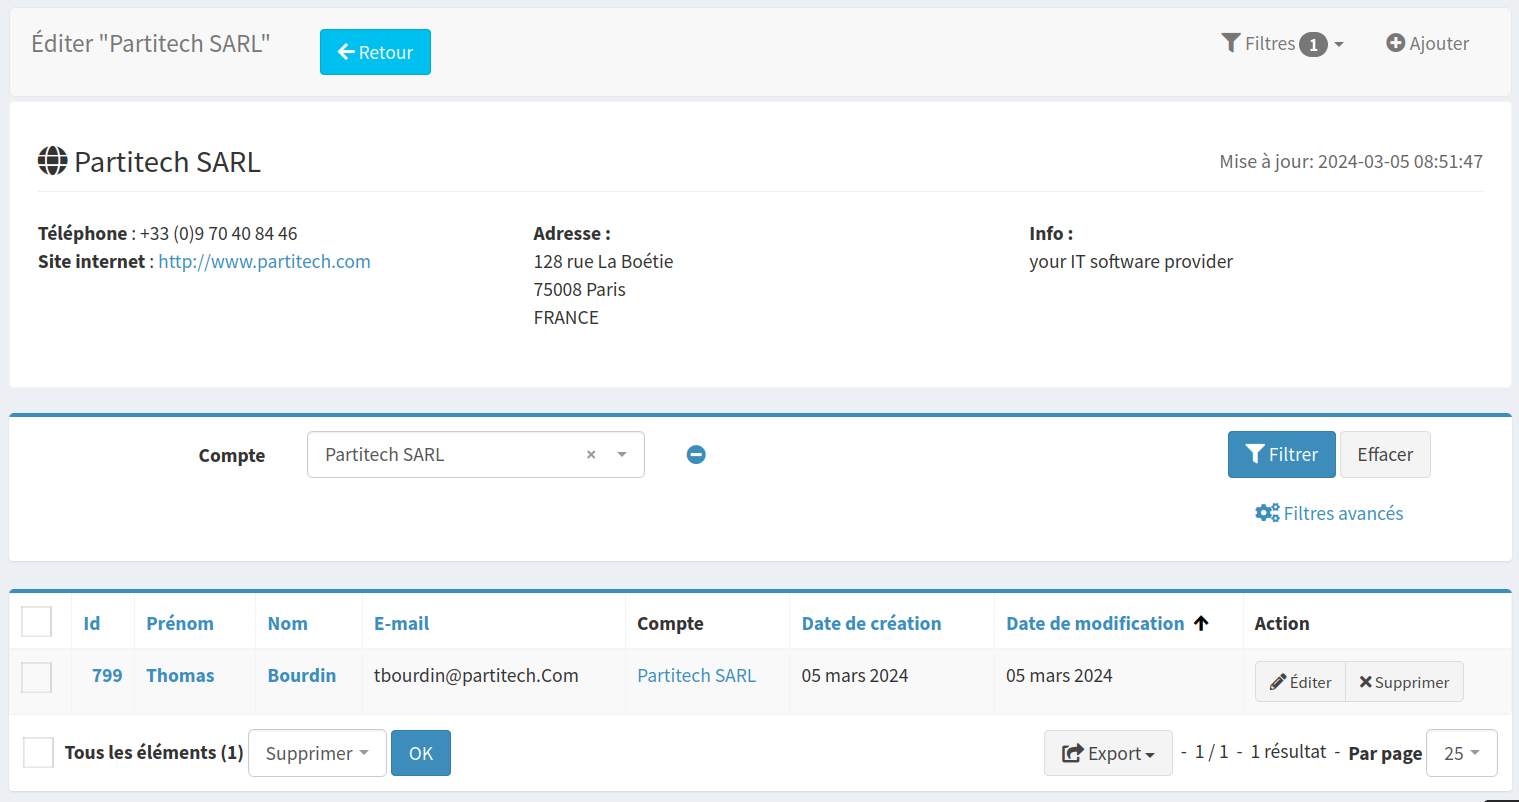 Éditer "Partitech SARL" Retour Filtres 1 Ajouter
Partitech SARL Mise à jour: 2024-03-05 08:51:47
Téléphone : +33 (0)9 70 40 84 46 Adresse : Info :
Site internet : http://www.partitech.com 128 rue La Boétie your IT software provider
75008 Paris
FRANCE
Compte Partitech SARL × Filtrer Effacer
Filtres avancés
Id Prénom Nom E-mail Compte Date de création Date de modification Action
799 Thomas Bourdin tbourdin@partitech.Com Partitech SARL 05 mars 2024 05 mars 2024 Éditer Supprimer
Tous les éléments (1) Supprimer OK Export - 1 / 1 - 1 résultat - Par page 25